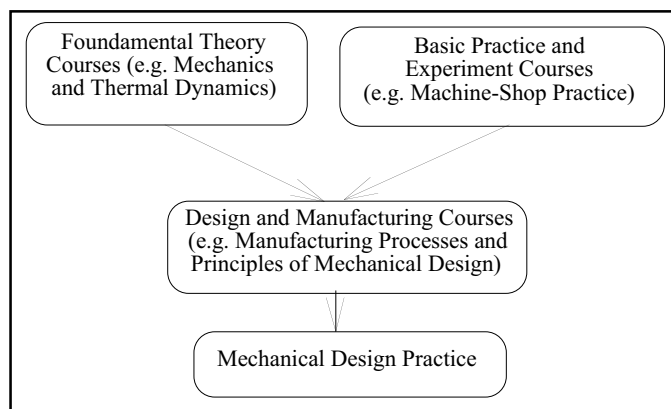 Foundamental Theory
Courses (e.g. Mechanics
and Thermal Dynamics)
Basic Practice and
Experiment Courses
(e.g. Machine-Shop Practice)
Design and Manufacturing Courses
(e.g. Manufacturing Processes and
Principles of Mechanical Design)
Mechanical Design Practice